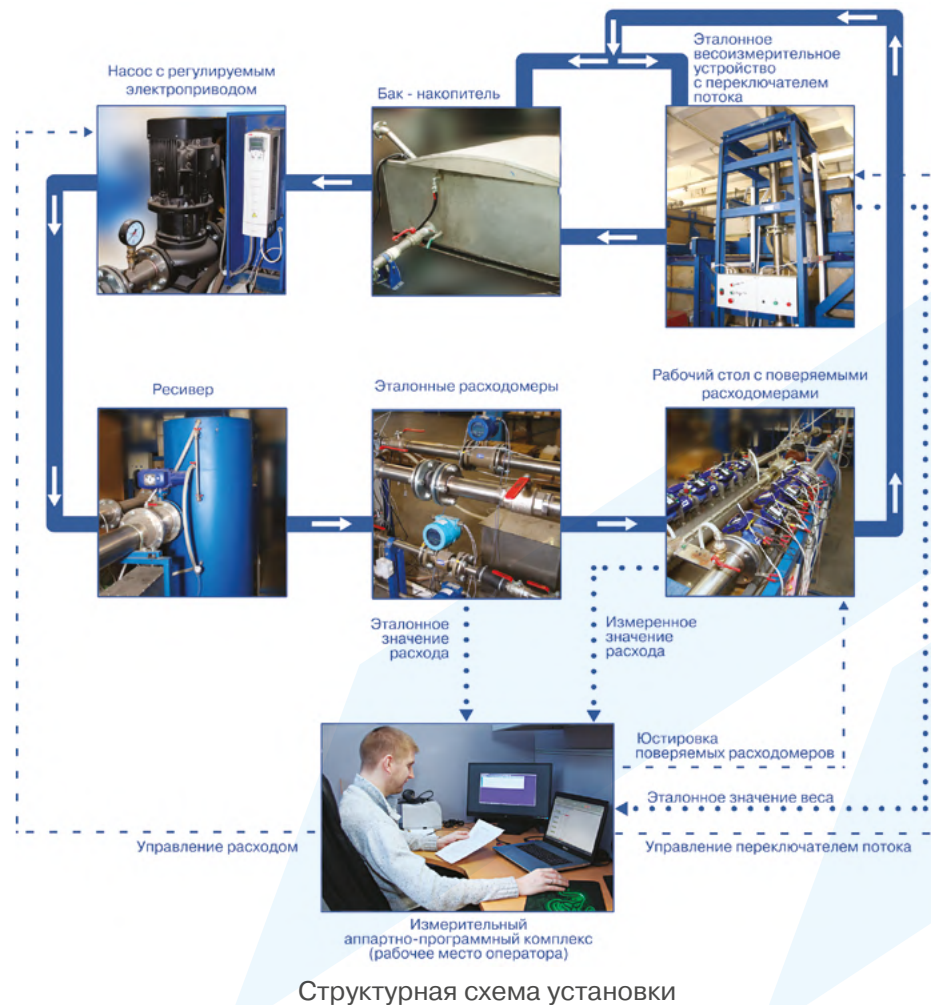 Насос с регулируемым
электроприводом
Бак - накопитель
Эталонное
весоизмерительное
устройство
с переключателем
потока
Ресивер
Эталонные расходомеры
Рабочий стол с поверяемыми
расходомерами
Эталонное
значение
расхода
Измеренное
значение
расхода
Юстировка
поверяемых расходомеров
Эталонное значение веса
Управление расходом
Управление переключателем потока
Измерительный
аппартно-программный комплекс
(рабочее место оператора)
Структурная схема установки